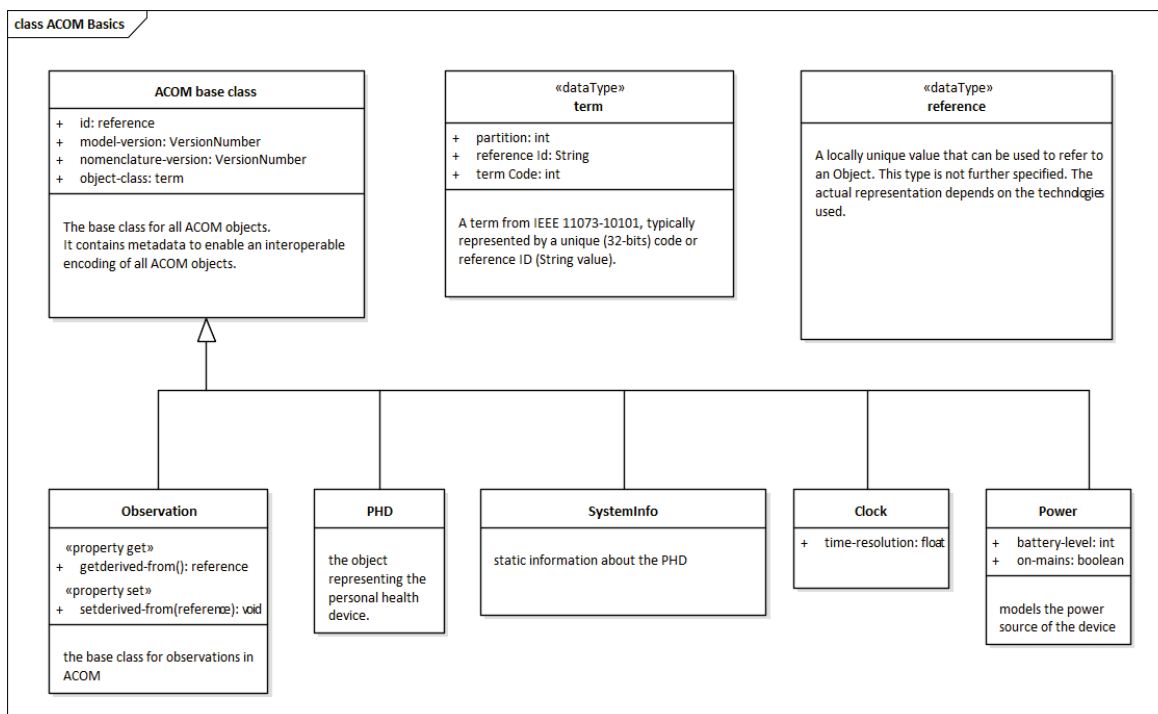 class ACOM Basics
ACOM base class
+ id: reference
+ model-version: VersionNumber
+ nomenclature-version: VersionNumber
+ object-class: term
The base class for all ACOM objects.
It contains metadata to enable an interoperable
encoding of all ACOM objects.
«dataType»
term
+ partition: int
+ reference Id: String
+ term Code: int
A term from IEEE 11073-10101, typically
represented by a unique (32-bits) code or
reference ID (String value).
«dataType»
reference
A locally unique value that can be used to refer to
an Object. This type is not further specified. The
actual representation depends on the technologies
used.
Observation
«property get»
+ getderived-from(): reference
«property set»
+ setderived-from(reference): void
the base class for observations in
ACOM
PHD
the object
representing the
personal health
device.
SystemInfo
static information about the PHD
Clock
+ time-resolution: float
Power
+ battery-level: int
+ on-mains: boolean
models the power
source of the device